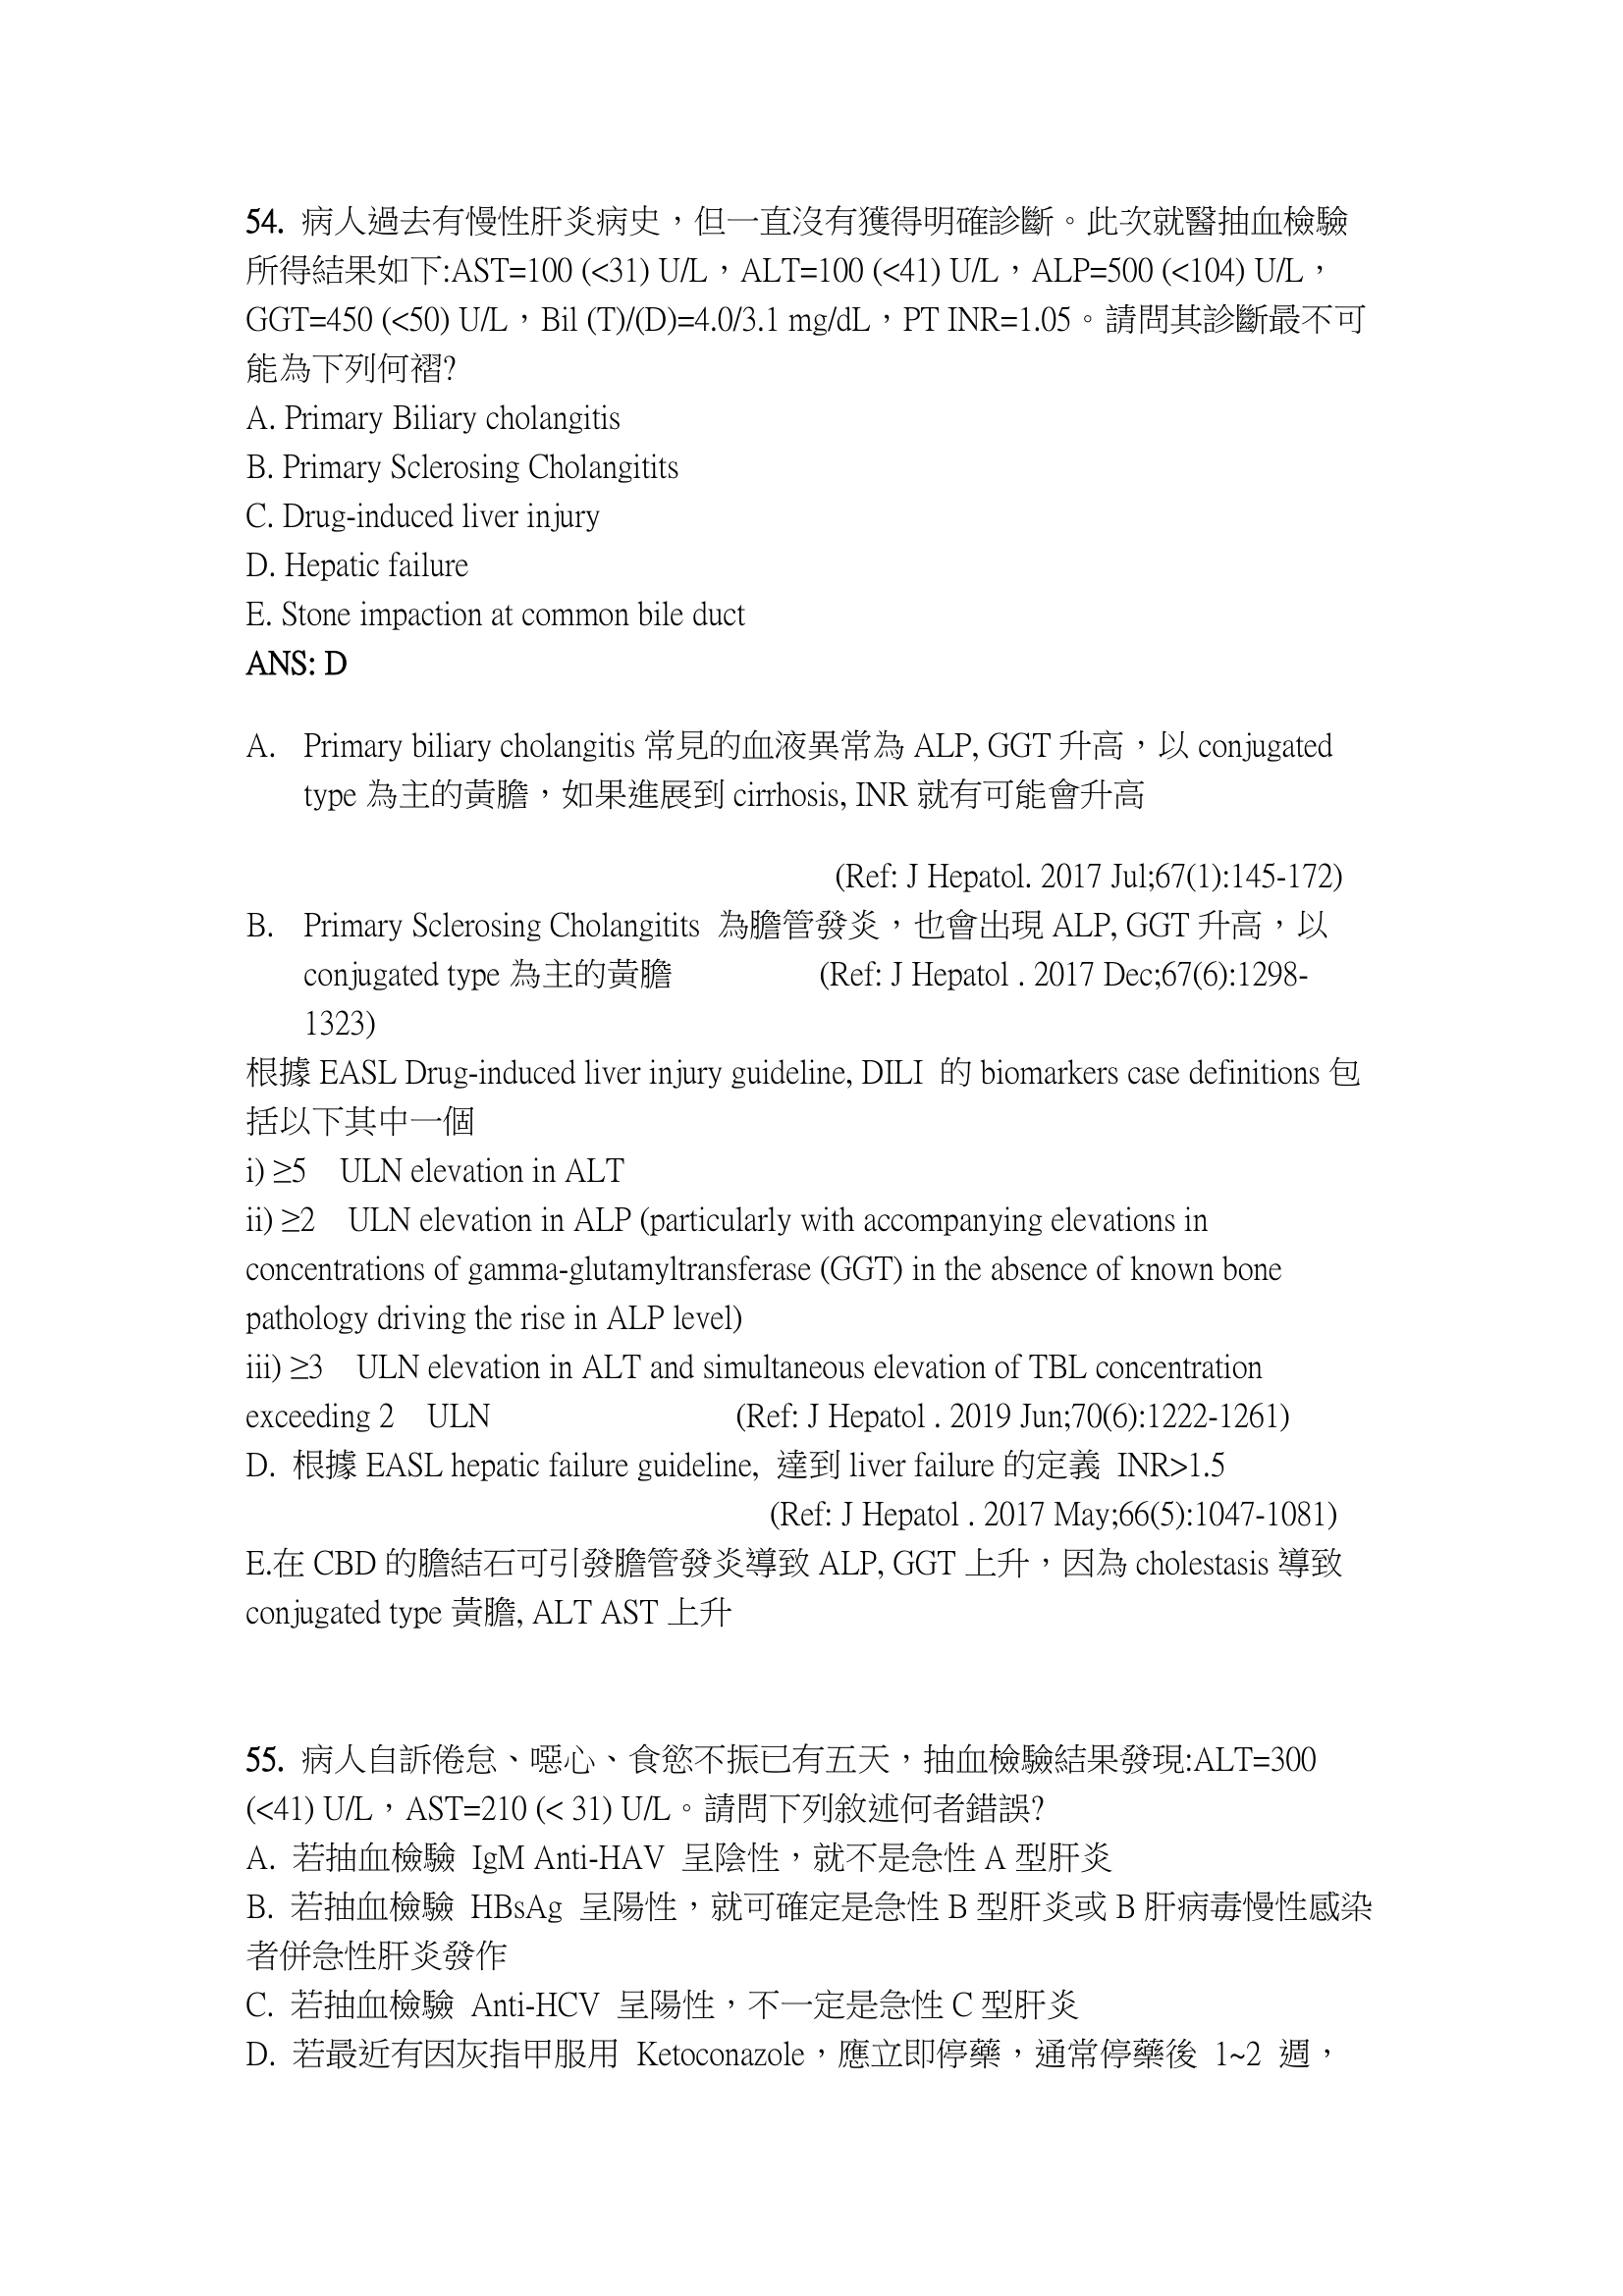 54. 病人過去有慢性肝炎病史，但一直沒有獲得明確診斷。此次就醫抽血檢驗
所得結果如下:AST=100 (<31) U/L，ALT=100 (<41) U/L，ALP=500 (<104) U/L，
GGT=450 (<50) U/L，Bil (T)/(D)=4.0/3.1 mg/dL，PT INR=1.05。請問其診斷最不可
能為下列何褶?
A. Primary Biliary cholangitis
B. Primary Sclerosing Cholangitits
C. Drug-induced liver injury
D. Hepatic failure
E. Stone impaction at common bile duct
ANS: D
A. Primary biliary cholangitis 常見的血液異常為 ALP, GGT 升高，以 conjugated
type 為主的黃膽，如果進展到 cirrhosis, INR 就有可能會升高
(Ref: J Hepatol. 2017 Jul;67(1):145-172)
B. Primary Sclerosing Cholangitits 為膽管發炎，也會出現 ALP, GGT 升高，以
conjugated type 為主的黃膽 (Ref: J Hepatol . 2017 Dec;67(6):1298-
1323)
根據 EASL Drug-induced liver injury guideline, DILI 的 biomarkers case definitions 包
括以下其中一個
i) ≥5 ULN elevation in ALT
ii) ≥2 ULN elevation in ALP (particularly with accompanying elevations in
concentrations of gamma-glutamyltransferase (GGT) in the absence of known bone
pathology driving the rise in ALP level)
iii) ≥3 ULN elevation in ALT and simultaneous elevation of TBL concentration
exceeding 2 ULN (Ref: J Hepatol . 2019 Jun;70(6):1222-1261)
D. 根據 EASL hepatic failure guideline, 達到 liver failure 的定義 INR>1.5
(Ref: J Hepatol . 2017 May;66(5):1047-1081)
E.在 CBD 的膽結石可引發膽管發炎導致 ALP, GGT 上升，因為 cholestasis 導致
conjugated type 黃膽, ALT AST 上升
55. 病人自訴倦怠、噁心、食慾不振已有五天，抽血檢驗結果發現:ALT=300
(<41) U/L，AST=210 (< 31) U/L。請問下列敘述何者錯誤?
A. 若抽血檢驗 IgM Anti-HAV 呈陰性，就不是急性 A 型肝炎
B. 若抽血檢驗 HBsAg 呈陽性，就可確定是急性 B 型肝炎或 B 肝病毒慢性感染
者併急性肝炎發作
C. 若抽血檢驗 Anti-HCV 呈陽性，不一定是急性 C 型肝炎
D. 若最近有因灰指甲服用 Ketoconazole，應立即停藥，通常停藥後 1~2 週，